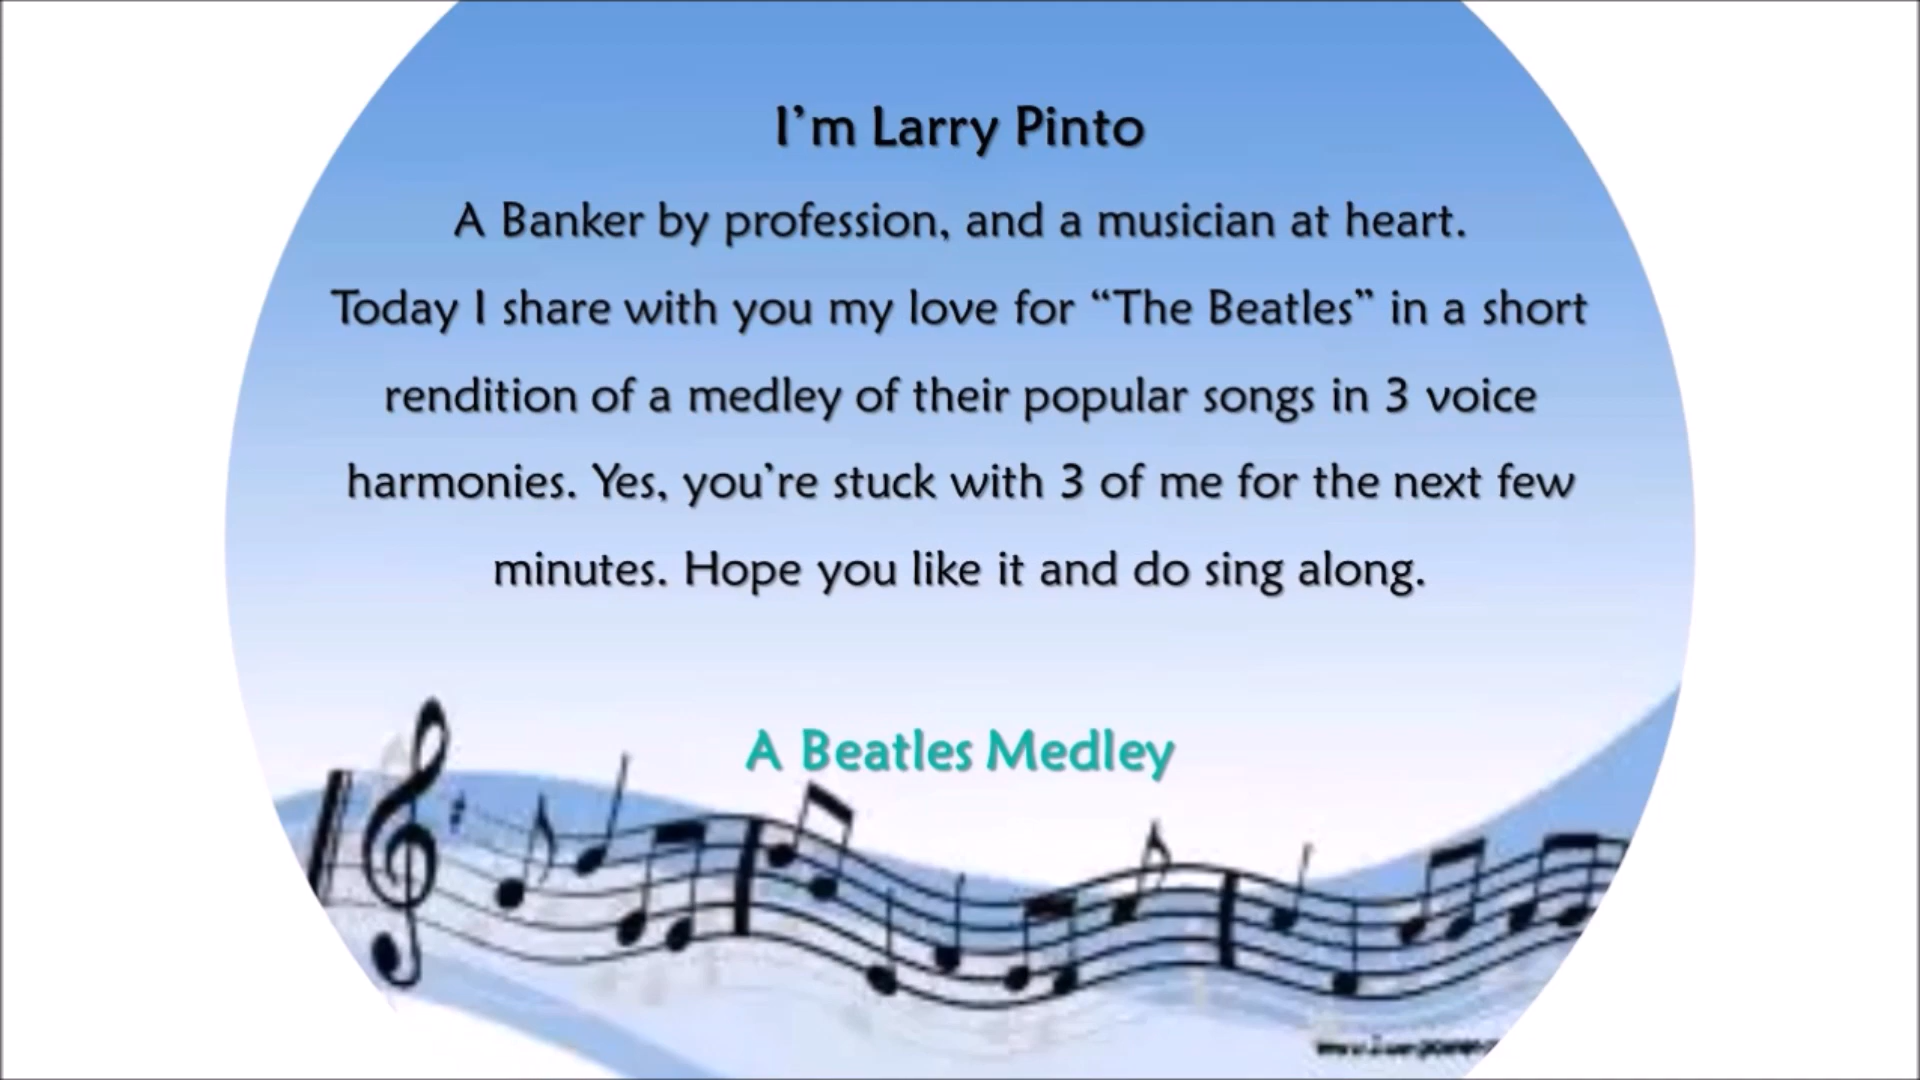 I’m Larry Pinto
A Banker by profession, and a musician at heart.
Today I share with you my love for “The Beatles” in a short
rendition of a medley of their popular songs in 3 voice
harmonies. Yes, you’re stuck with 3 of me for the next few
minutes. Hope you like it and do sing along.
A Beatles Medley